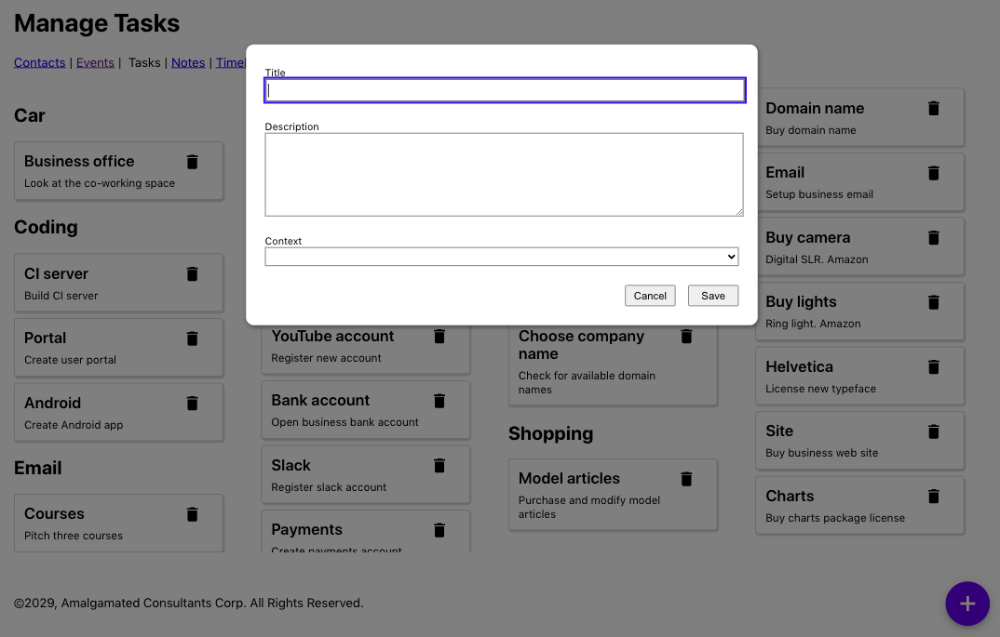 Manage Tasks
Contacts | Events | Tasks | Notes | Timel
Title
Description
Context
Cancel Save
Car
Business office
Look at the co-working space
Coding
CI server
Build CI server
Portal
Create user portal
Android
Create Android app
Email
Courses
Pitch three courses
YouTube account
Register new account
Bank account
Open business bank account
Slack
Register slack account
Payments
Create payments account
Choose company
name
Check for available domain
names
Shopping
Model articles
Purchase and modify model
articles
Domain name
Buy domain name
Email
Setup business email
Buy camera
Digital SLR. Amazon
Buy lights
Ring light. Amazon
Helvetica
License new typeface
Site
Buy business web site
Charts
Buy charts package license
©2029, Amalgamated Consultants Corp. All Rights Reserved.
+